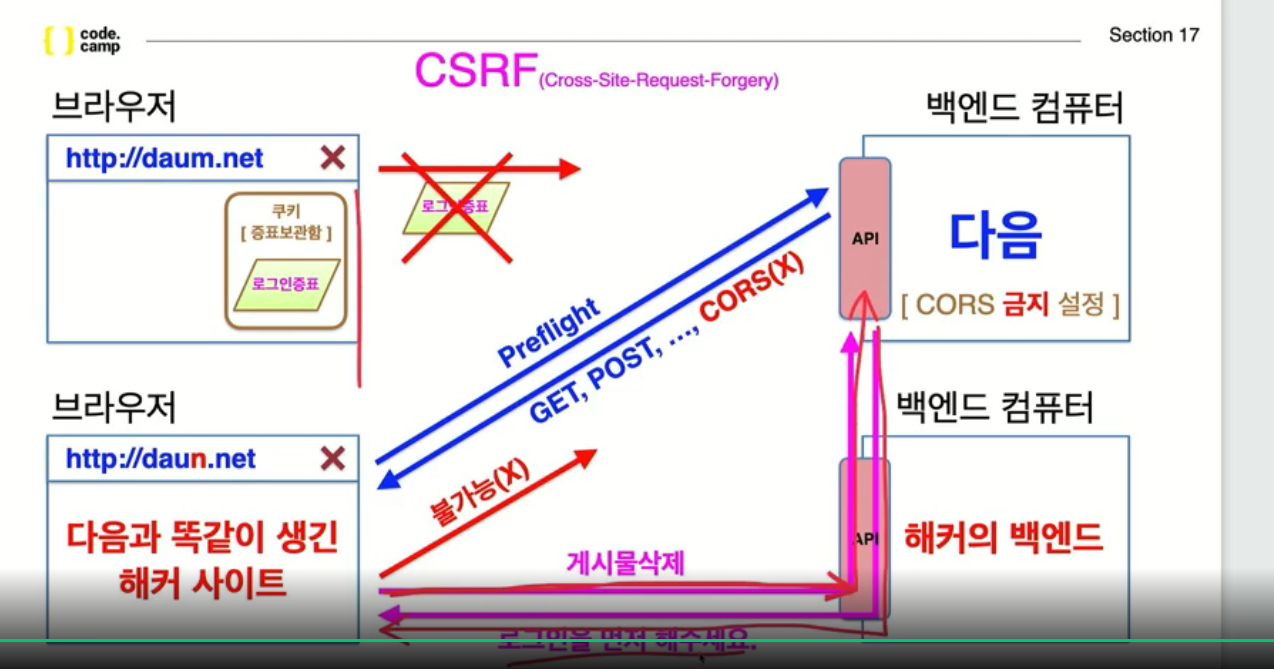 { } code.
camp
Section 17
CSRF(Cross-Site-Request-Forgery)
브라우저
http://daum.net
쿠키
[ 증표보관함 ]
로그인증표
로그인증표
백엔드 컴퓨터
API
다음
[ CORS 금지 설정 ]
Preflight
GET, POST, ..., CORS(X)
브라우저
http://daun.net
다음과 똑같이 생긴
해커 사이트
불가능(X)
게시물삭제
로그인을 먼저 해주세요.
백엔드 컴퓨터
API
해커의 백엔드